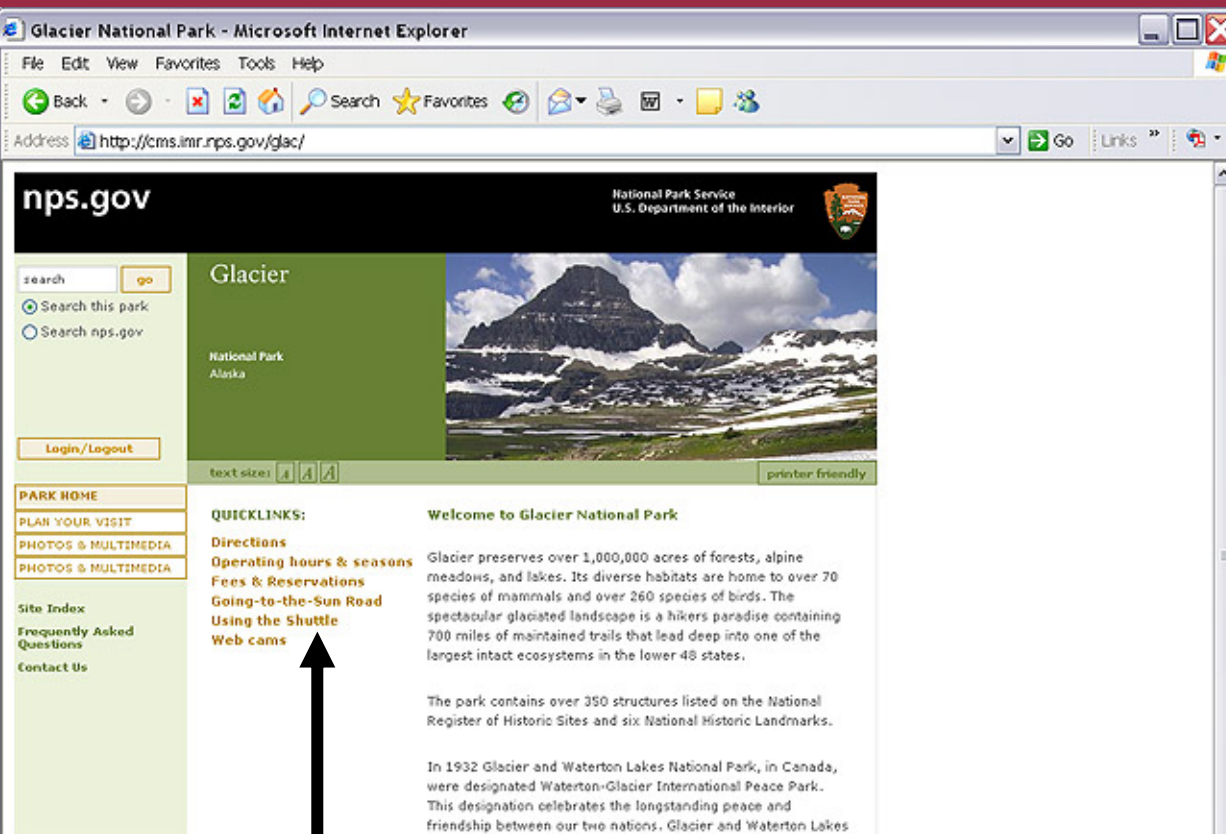 Glacier National Park - Microsoft Internet Explorer
File Edit View Favorites Tools Help
Back Search Favorites
Address http://cms.imr.nps.gov/glac/ Go Links »
nps.gov
National Park Service
U.S. Department of the Interior
search go
Search this park
Search nps.gov
Login/Logout
Glacier
National Park
Alaska
text size: A A A
printer friendly
PARK HOME
PLAN YOUR VISIT
PHOTOS & MULTIMEDIA
PHOTOS & MULTIMEDIA
Site Index
Frequently Asked
Questions
Contact Us
QUICKLINKS:
Directions
Operating hours & seasons
Fees & Reservations
Going-to-the-Sun Road
Using the Shuttle
Web cams
Welcome to Glacier National Park
Glacier preserves over 1,000,000 acres of forests, alpine
meadows, and lakes. Its diverse habitats are home to over 70
species of mammals and over 260 species of birds. The
spectacular glaciated landscape is a hikers paradise containing
700 miles of maintained trails that lead deep into one of the
largest intact ecosystems in the lower 48 states.
The park contains over 350 structures listed on the National
Register of Historic Sites and six National Historic Landmarks.
In 1932 Glacier and Waterton Lakes National Park, in Canada,
were designated Waterton-Glacier International Peace Park.
This designation celebrates the longstanding peace and
friendship between our two nations. Glacier and Waterton Lakes